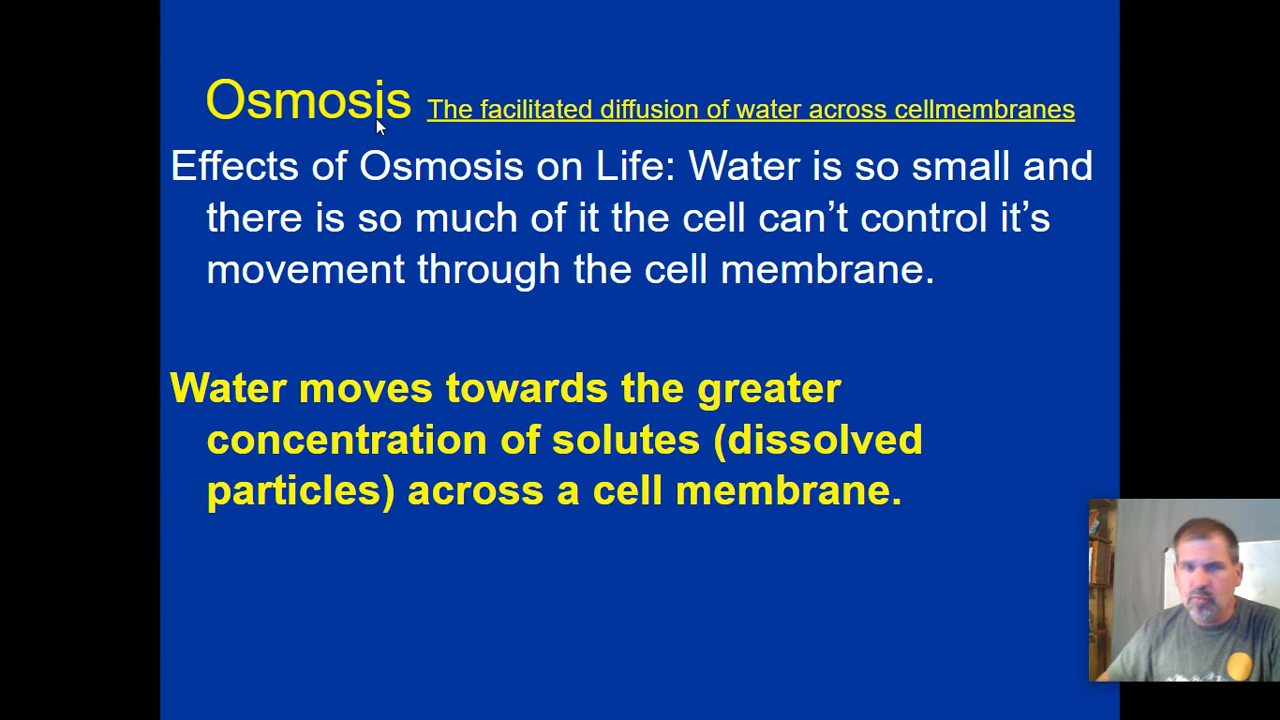 Osmosis The facilitated diffusion of water across cellmembranes
Effects of Osmosis on Life: Water is so small and
there is so much of it the cell can’t control it’s
movement through the cell membrane.
Water moves towards the greater
concentration of solutes (dissolved
particles) across a cell membrane.